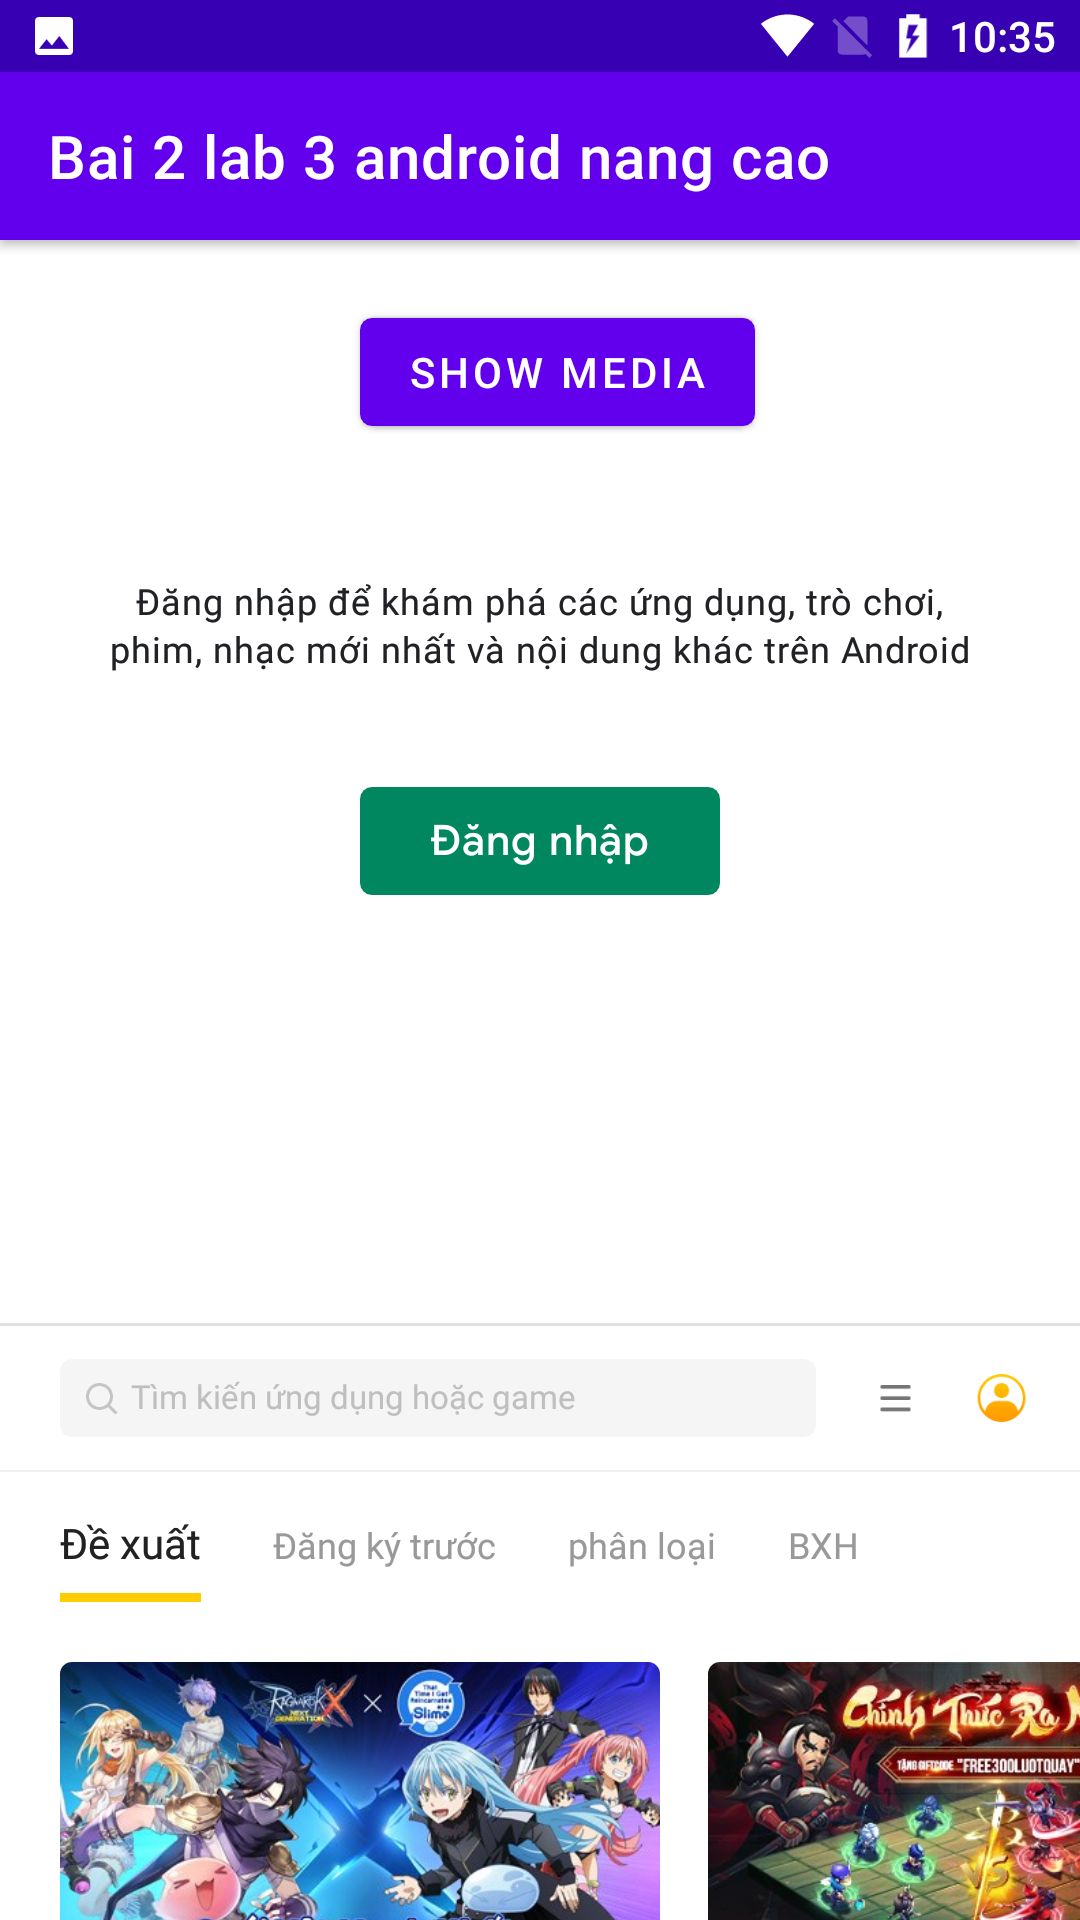 10:35
Bai 2 lab 3 android nang cao
SHOW MEDIA
Đăng nhập để khám phá các ứng dụng, trò chơi,
phim, nhạc mới nhất và nội dung khác trên Android
Đăng nhập
Tìm kiến ứng dụng hoặc game
Đề xuất
Đăng ký trước
phân loại
BXH
RAGNAROK X
NEXT GENERATION
×
That
Time I Got
Reincarnated
as a
Slime
Chính Thức Ra
TẶNG GIFTCODE "FREE300LUOTQUAY"